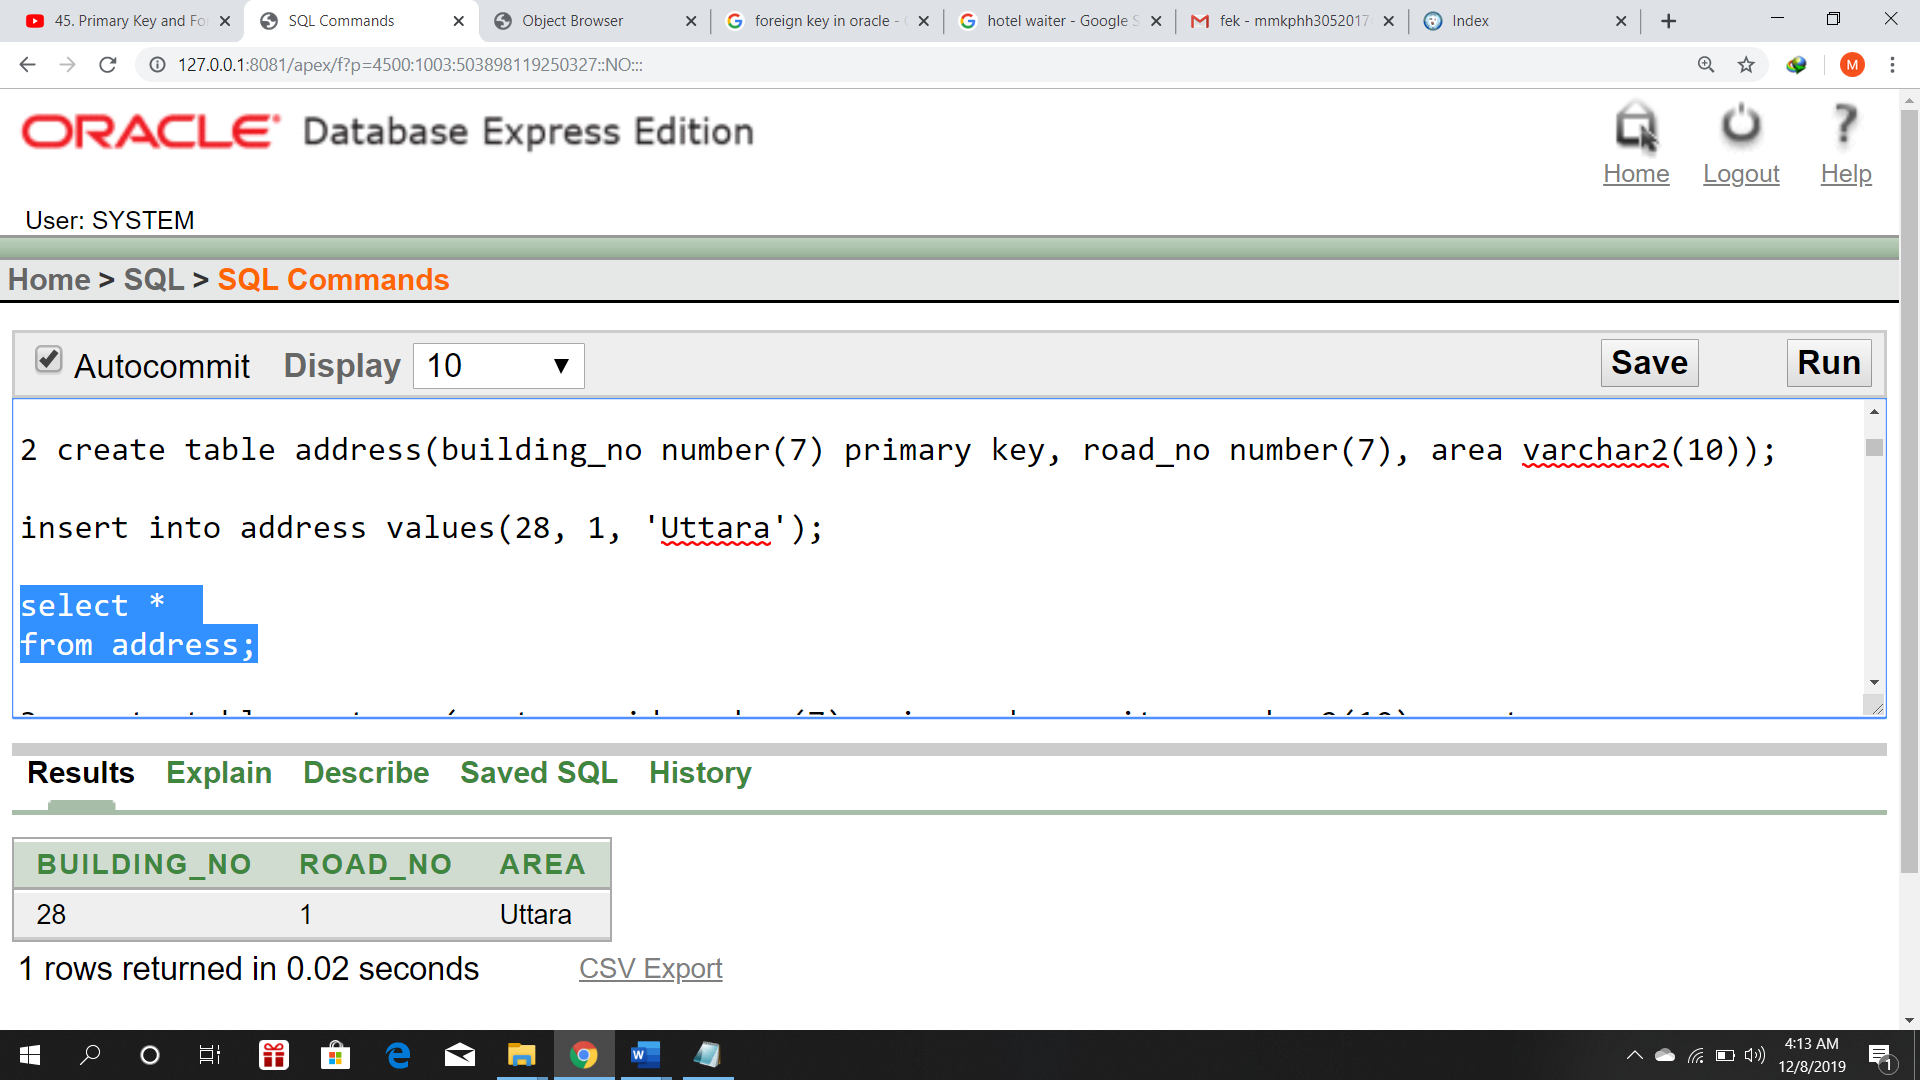 45. Primary Key and Fo
SQL Commands
Object Browser
foreign key in oracle -
hotel waiter - Google S
fek - mmkphh3052017
Index
127.0.0.1:8081/apex/f?p=4500:1003:503898119250327::NO:::
M
ORACLE Database Express Edition
Home
Logout
Help
User: SYSTEM
Home > SQL > SQL Commands
Autocommit
Display
10
Save
Run
2 create table address(building_no number(7) primary key, road_no number(7), area varchar2(10));
insert into address values(28, 1, 'Uttara');
select *
from address;
Results
Explain
Describe
Saved SQL
History
BUILDING_NO ROAD_NO AREA
28 1 Uttara
1 rows returned in 0.02 seconds
CSV Export
4:13 AM
12/8/2019
1